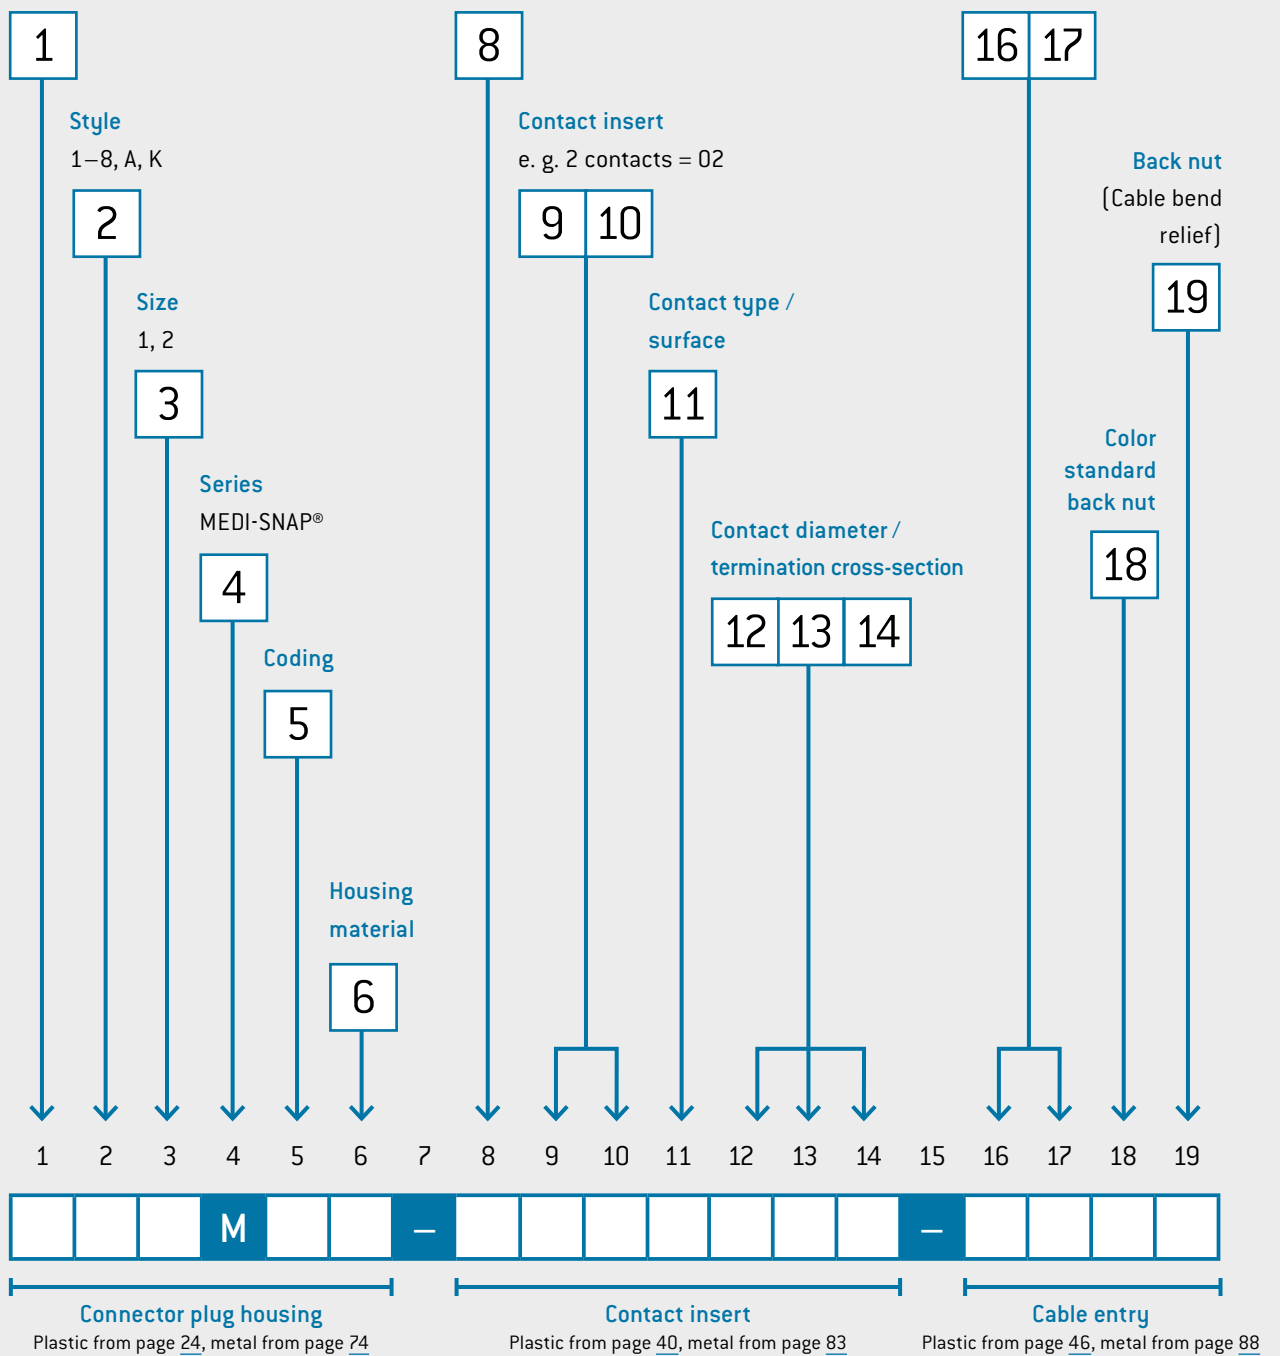 1
8
16 17
Style
1–8, A, K
2
Contact insert
e. g. 2 contacts = 02
9 10
Back nut
(Cable bend
relief)
19
Size
1, 2
3
Contact type /
surface
11
Series
MEDI-SNAP®
4
Color
standard
back nut
18
Contact diameter /
termination cross-section
12 13 14
Coding
5
Housing
material
6
1 2 3 4 5 6 7 8 9 10 11 12 13 14 15 16 17 18 19
M – –
Connector plug housing
Plastic from page 24, metal from page 74
Contact insert
Plastic from page 40, metal from page 83
Cable entry
Plastic from page 46, metal from page 88